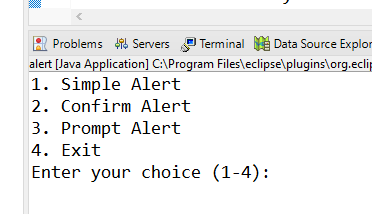 Problems Servers Terminal Data Source Explor
alert [Java Application] C:\Program Files\eclipse\plugins\org.eclip
1. Simple Alert
2. Confirm Alert
3. Prompt Alert
4. Exit
Enter your choice (1-4):